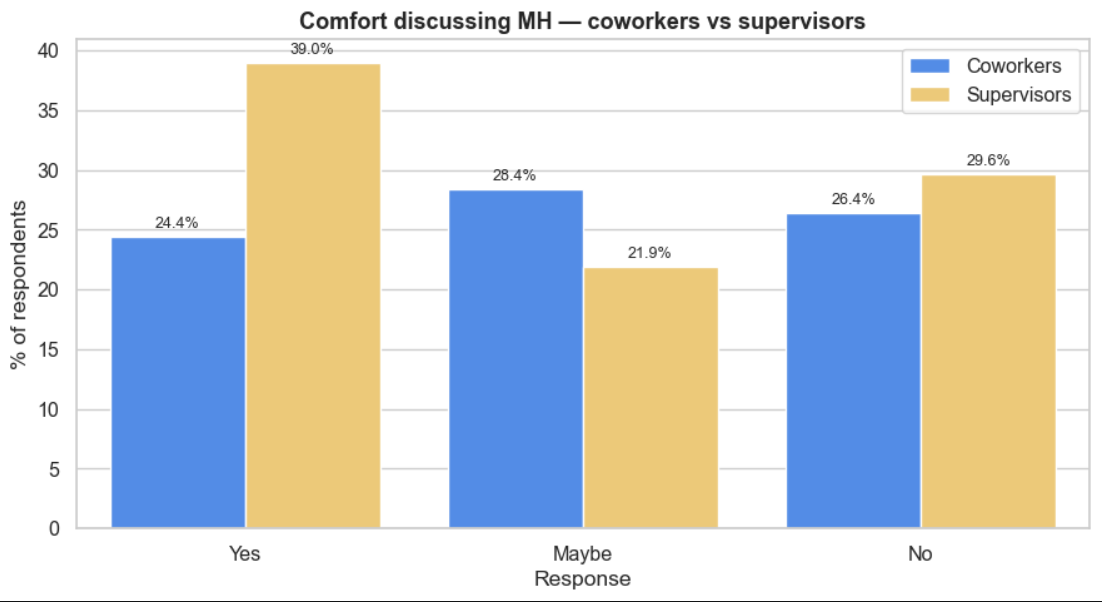 Comfort discussing MH — coworkers vs supervisors
% of respondents
40
35
30
25
20
15
10
5
0
24.4%
39.0%
28.4%
21.9%
26.4%
29.6%
Coworkers
Supervisors
Yes
Maybe
No
Response